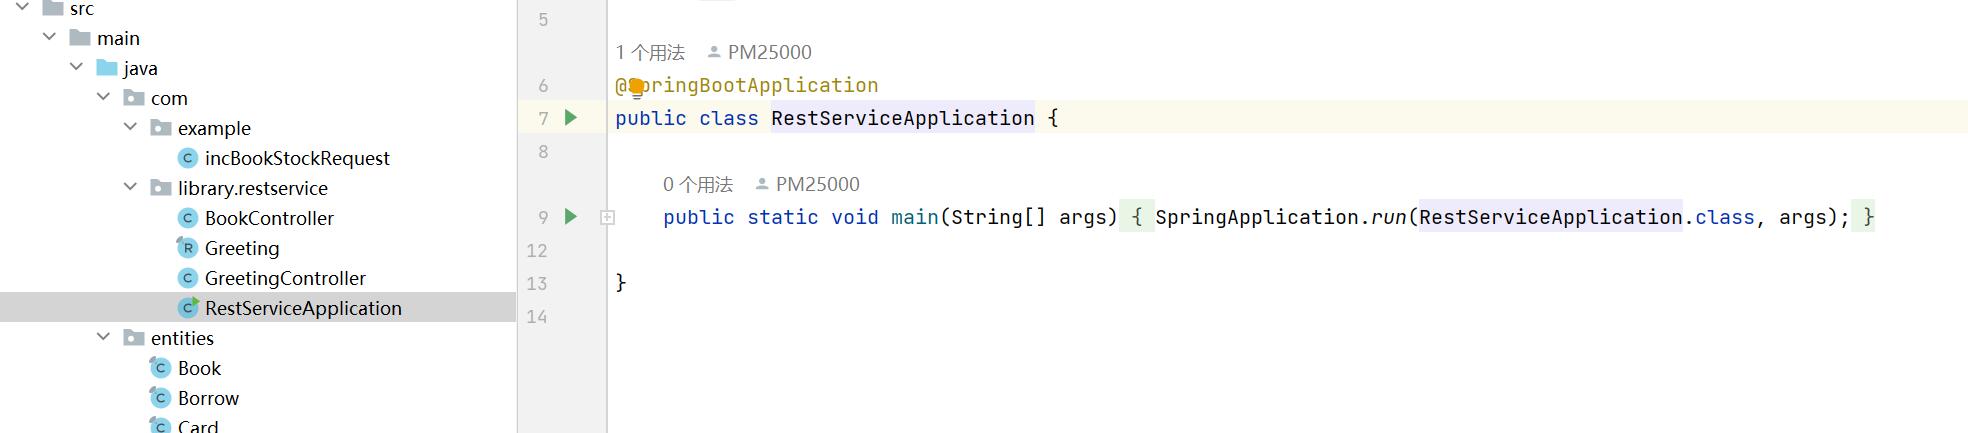 src
main
java
com
example
C incBookStockRequest
library.restservice
C BookController
R Greeting
C GreetingController
C RestServiceApplication
entities
C Book
C Borrow
C Card
5
1 个用法 PM25000
6 @SpringBootApplication
7 public class RestServiceApplication {
8
0 个用法 PM25000
9 public static void main(String[] args) { SpringApplication.run(RestServiceApplication.class, args); }
12
13 }
14